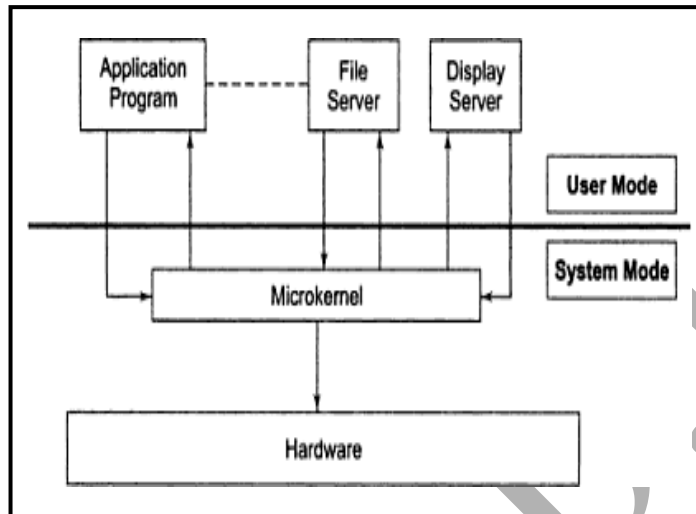 Application
Program
File
Server
Display
Server
User Mode
System Mode
Microkernel
Hardware